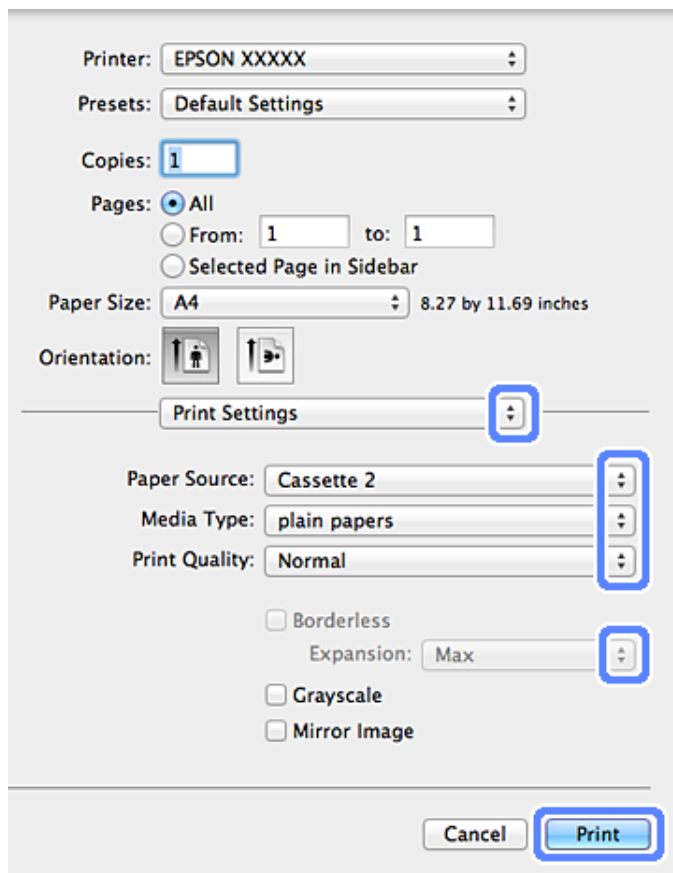 Printer: EPSON XXXXX
Presets: Default Settings
Copies: 1
Pages: All
From: 1 to: 1
Selected Page in Sidebar
Paper Size: A4 8.27 by 11.69 inches
Orientation:
Print Settings
Paper Source: Cassette 2
Media Type: plain papers
Print Quality: Normal
Borderless
Expansion: Max
Grayscale
Mirror Image
Cancel Print